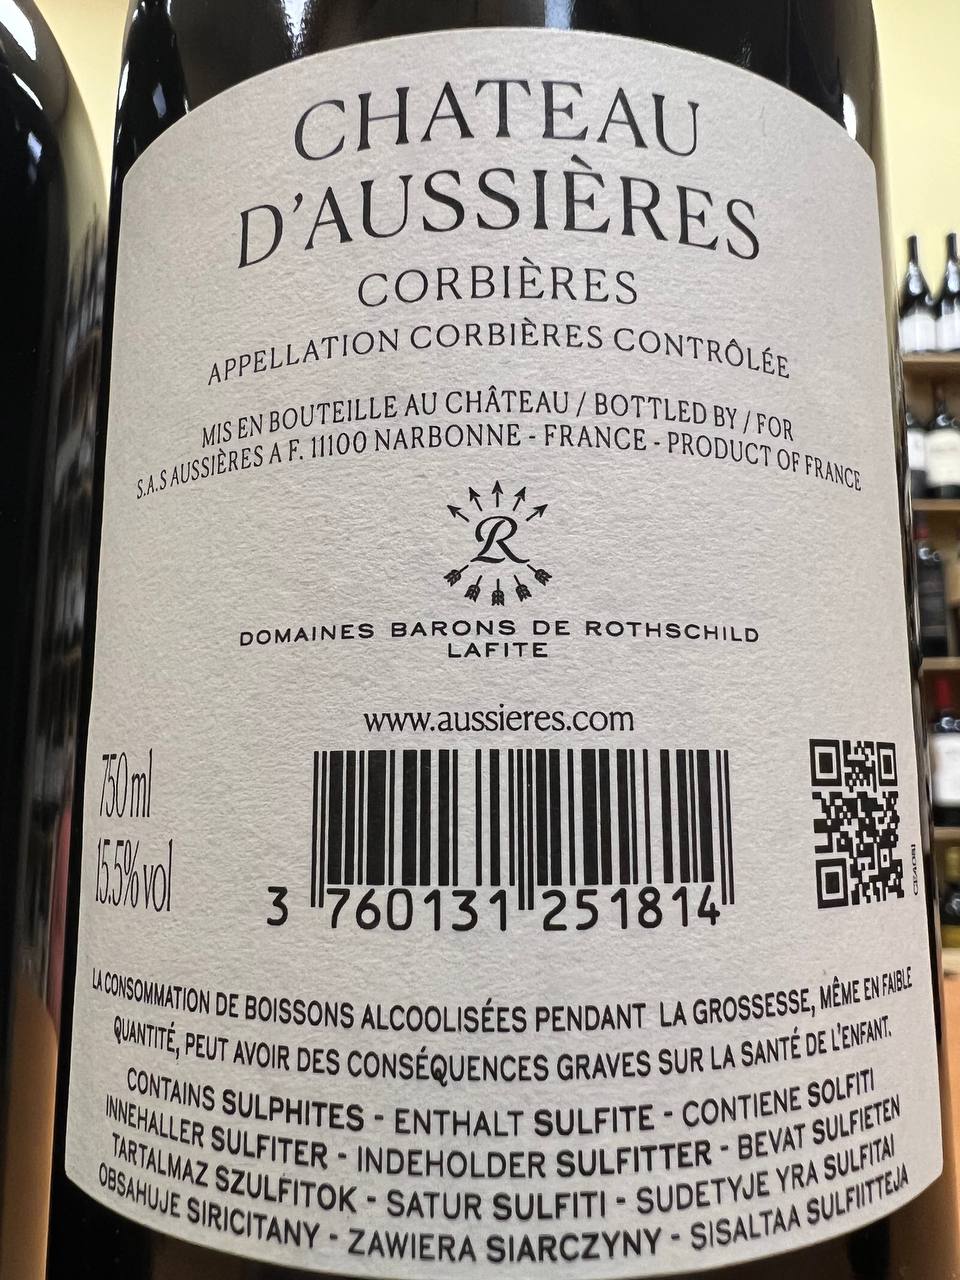 CHATEAU
D'AUSSIÈRES
CORBIÈRES
APPELLATION CORBIÈRES CONTRÔLÉE
MIS EN BOUTEILLE AU CHÂTEAU / BOTTLED BY / FOR
S.A.S AUSSIÈRES A F. 11100 NARBONNE - FRANCE - PRODUCT OF FRANCE
R
DOMAINES BARONS DE ROTHSCHILD
LAFITE
www.aussieres.com
750 ml
15.5% vol
3 760131 251814
LA CONSOMMATION DE BOISSONS ALCOOLISÉES PENDANT LA GROSSESSE, MÊME EN FAIBLE
QUANTITÉ, PEUT AVOIR DES CONSÉQUENCES GRAVES SUR LA SANTÉ DE L'ENFANT.
CONTAINS SULPHITES - ENTHALT SULFITE - CONTIENE SOLFITI
INNEHALLER SULFITER - INDEHOLDER SULFITTER - BEVAT SULFIETEN
TARTALMAZ SZULFITOK - SATUR SULFITI - SUDETYJE YRA SULFITAI
OBSAHUJE SIRICITANY - ZAWIERA SIARCZYNY - SISALTAA SULFIITTEJA